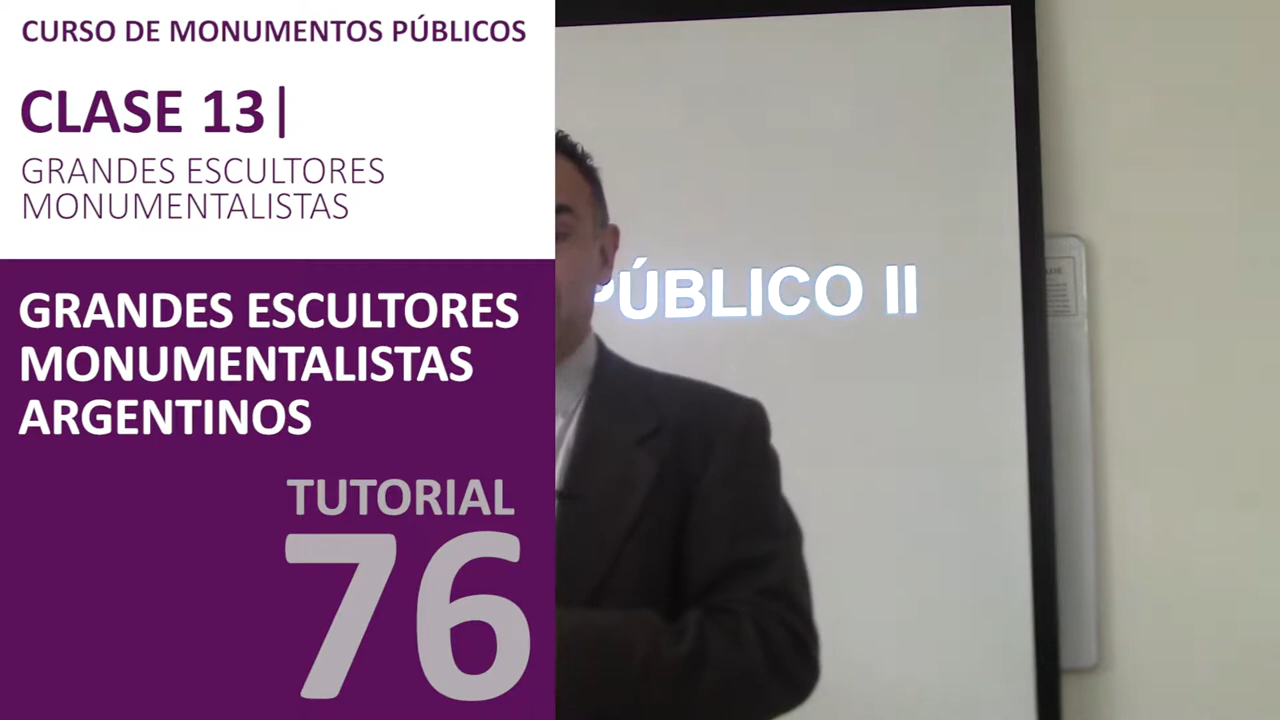 CURSO DE MONUMENTOS PÚBLICOS
CLASE 13|
GRANDES ESCULTORES
MONUMENTALISTAS
GRANDES ESCULTORES
MONUMENTALISTAS
ARGENTINOS
TUTORIAL
76
PÚBLICO II